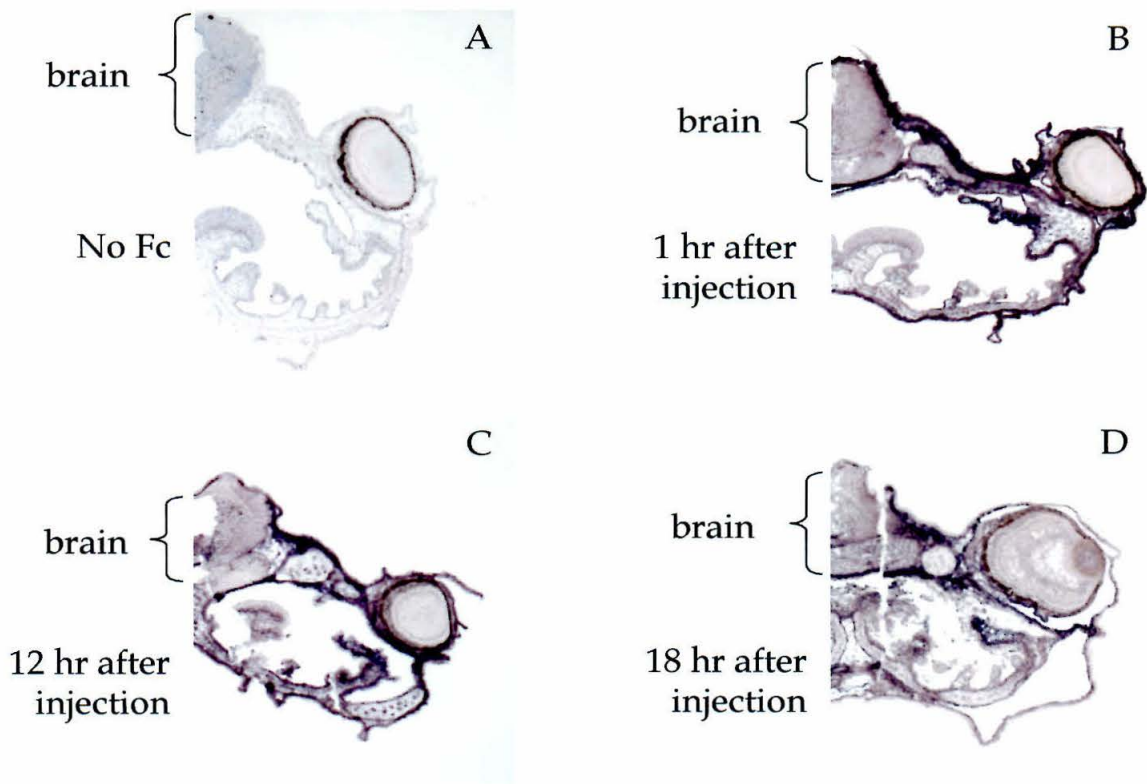 A
brain
No Fc
B
brain
1 hr after
injection
C
brain
12 hr after
injection
D
brain
18 hr after
injection